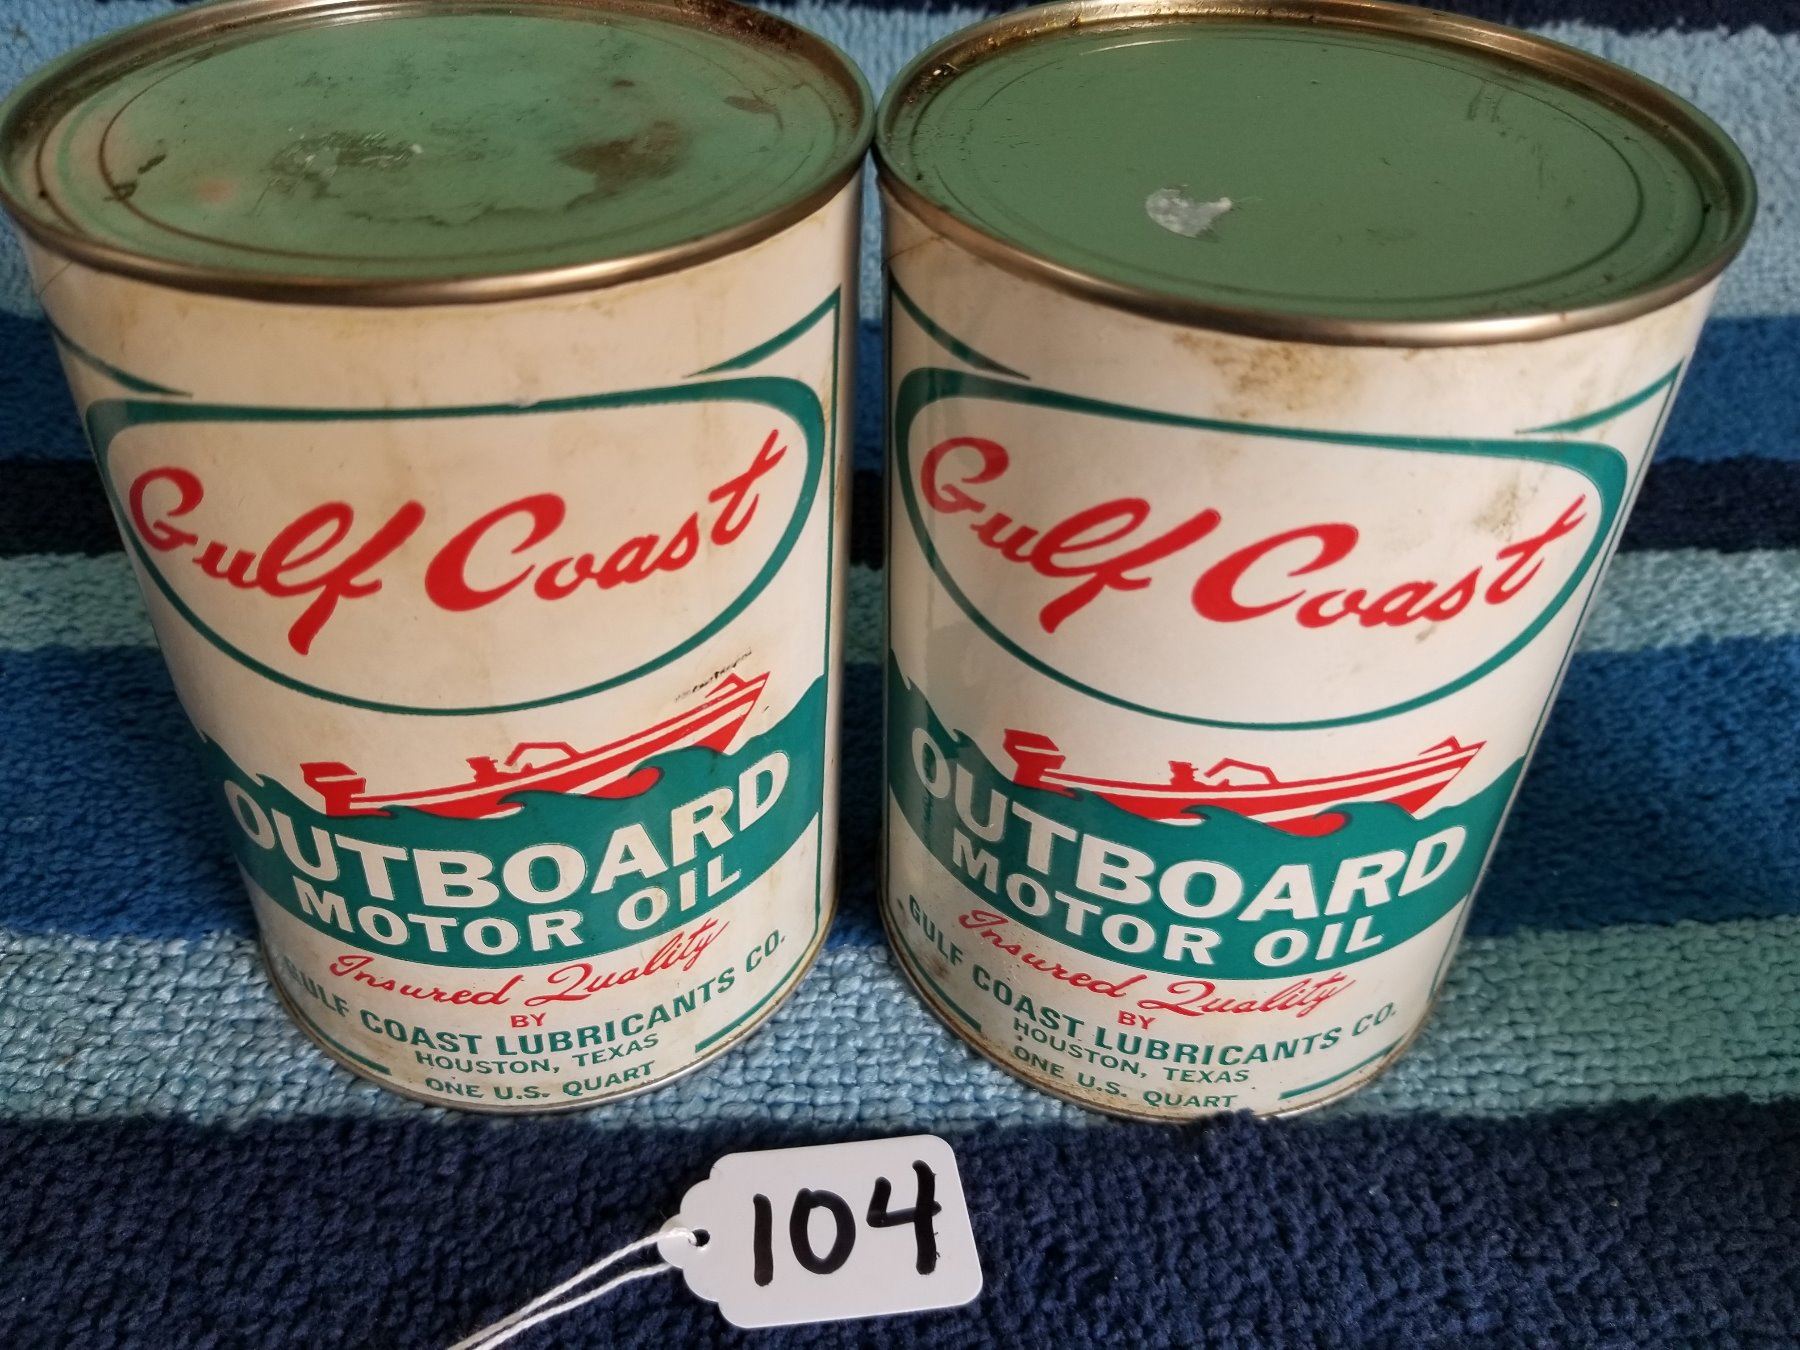 Gulf Coast
OUTBOARD
MOTOR OIL
Insured Quality
BY
GULF COAST LUBRICANTS CO.
HOUSTON, TEXAS
ONE U.S. QUART
Gulf Coast
OUTBOARD
MOTOR OIL
Insured Quality
BY
GULF COAST LUBRICANTS CO.
HOUSTON, TEXAS
ONE U.S. QUART
104